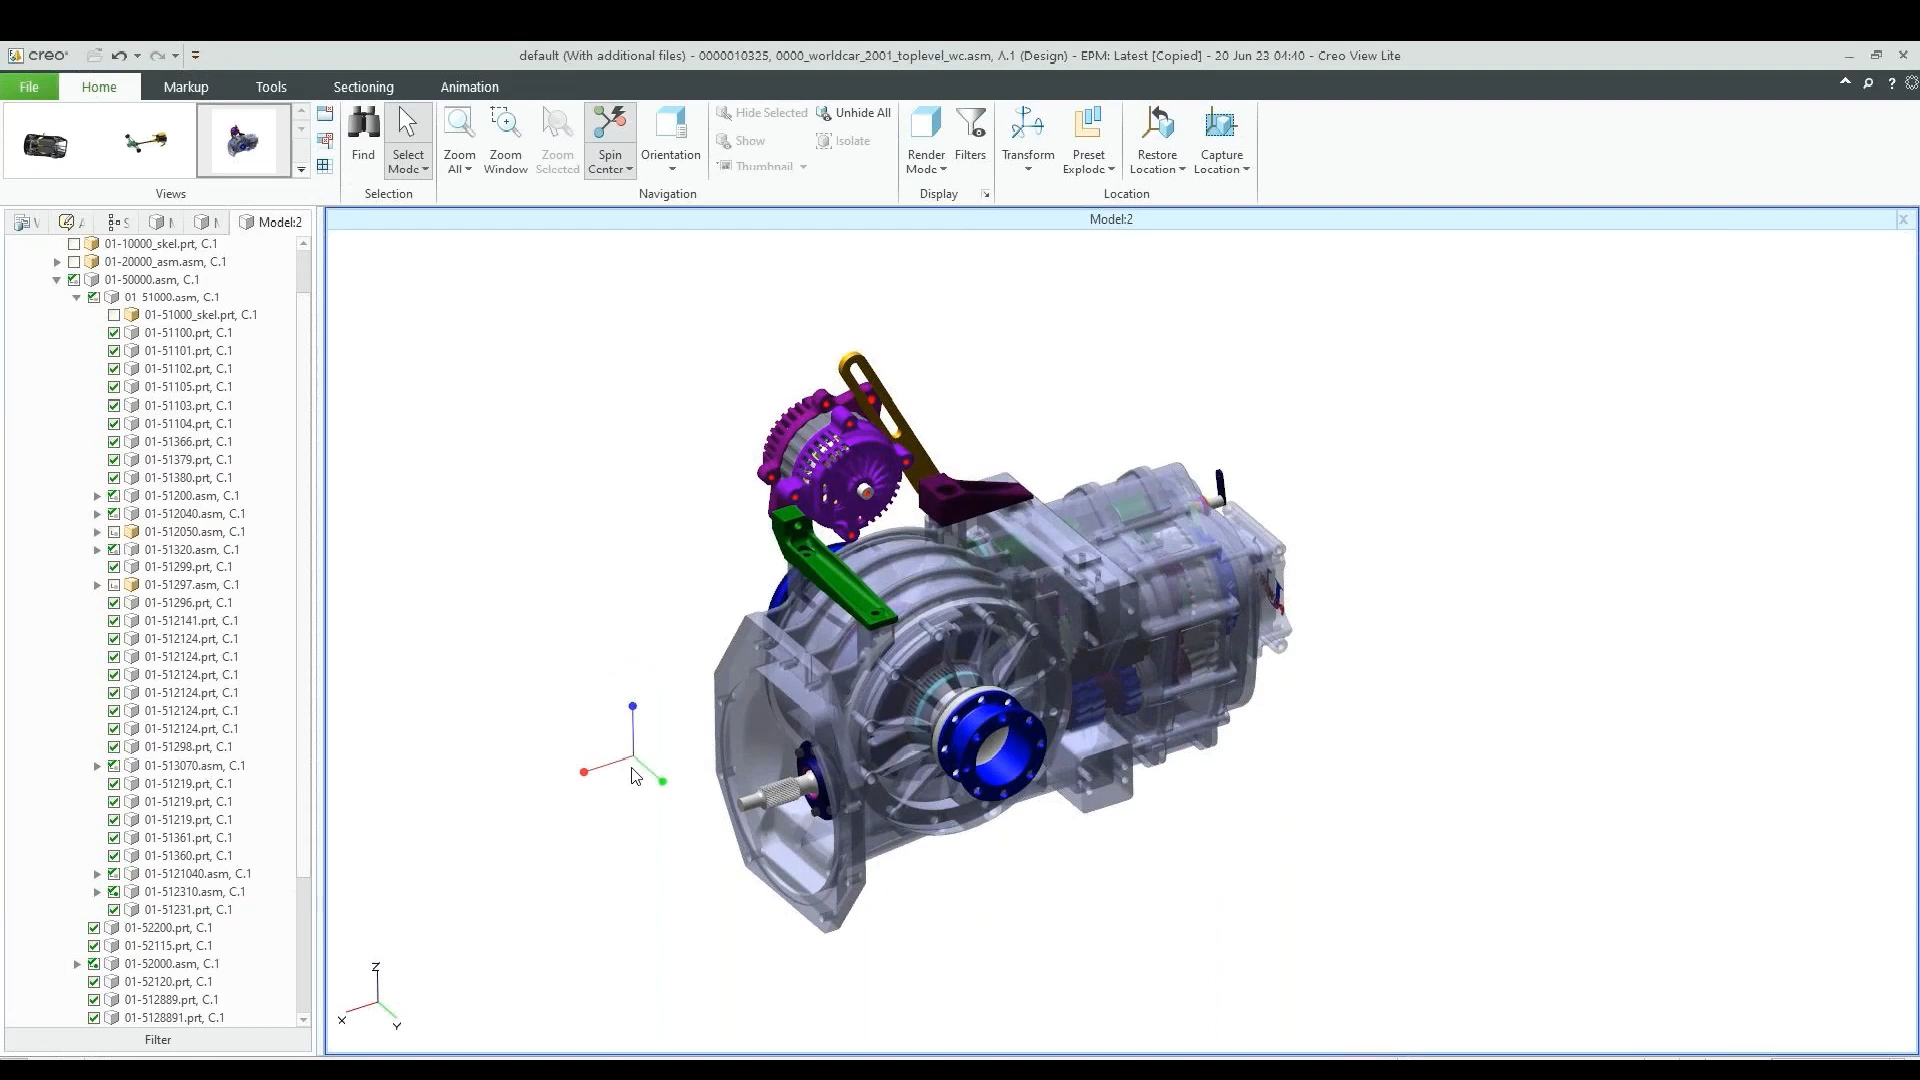 creo
default (With additional files) - 0000010325, 0000_worldcar_2001_toplevel_wc.asm, A.1 (Design) - EPM: Latest [Copied] - 20 Jun 23 04:40 - Creo View Lite
File Home Markup Tools Sectioning Animation
Find
Select Mode
Zoom All
Zoom Window
Zoom Selected
Spin Center
Orientation
Hide Selected
Unhide All
Show
Isolate
Thumbnail
Render Mode
Filters
Transform
Preset Explode
Restore Location
Capture Location
Views Selection Navigation Display Location
Model:2
Model:2
01-10000_skel.prt, C.1
01-20000_asm.asm, C.1
01-50000.asm, C.1
01 51000.asm, C.1
01-51000_skel.prt, C.1
01-51100.prt, C.1
01-51101.prt, C.1
01-51102.prt, C.1
01-51105.prt, C.1
01-51103.prt, C.1
01-51104.prt, C.1
01-51366.prt, C.1
01-51379.prt, C.1
01-51380.prt, C.1
01-51200.asm, C.1
01-512040.asm, C.1
01-512050.asm, C.1
01-51320.asm, C.1
01-51299.prt, C.1
01-51297.asm, C.1
01-51296.prt, C.1
01-512141.prt, C.1
01-512124.prt, C.1
01-512124.prt, C.1
01-512124.prt, C.1
01-512124.prt, C.1
01-512124.prt, C.1
01-512124.prt, C.1
01-51298.prt, C.1
01-513070.asm, C.1
01-51219.prt, C.1
01-51219.prt, C.1
01-51219.prt, C.1
01-51361.prt, C.1
01-51360.prt, C.1
01-5121040.asm, C.1
01-512310.asm, C.1
01-51231.prt, C.1
01-52200.prt, C.1
01-52115.prt, C.1
01-52000.asm, C.1
01-52120.prt, C.1
01-512889.prt, C.1
01-5128891.prt, C.1
Filter
Z
X
Y